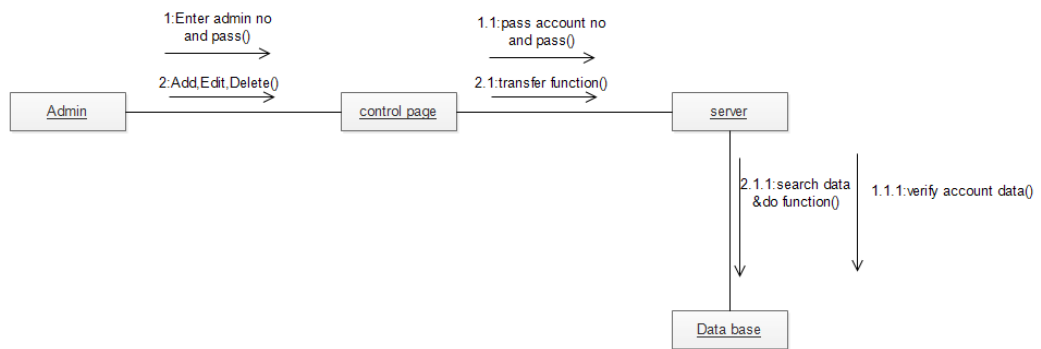 1:Enter admin no
and pass()
1.1:pass account no
and pass()
2:Add,Edit,Delete()
2.1:transfer function()
Admin
control page
server
2.1.1:search data
&do function()
1.1.1:verify account data()
Data base